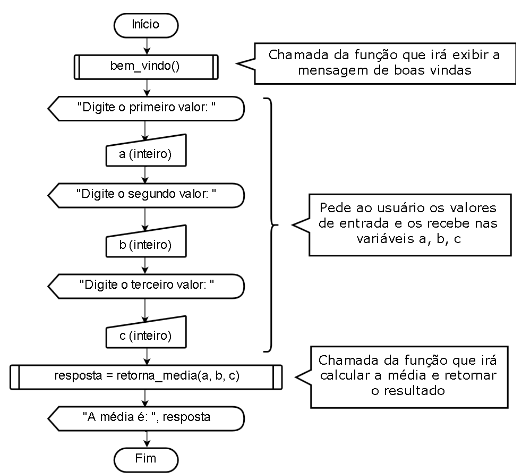 Início
bem_vindo()
Chamada da função que irá exibir a
mensagem de boas vindas
"Digite o primeiro valor: "
a (inteiro)
"Digite o segundo valor: "
b (inteiro)
"Digite o terceiro valor: "
c (inteiro)
Pede ao usuário os valores
de entrada e os recebe nas
variáveis a, b, c
resposta = retorna_media(a, b, c)
Chamada da função que irá
calcular a média e retornar
o resultado
"A média é: ", resposta
Fim